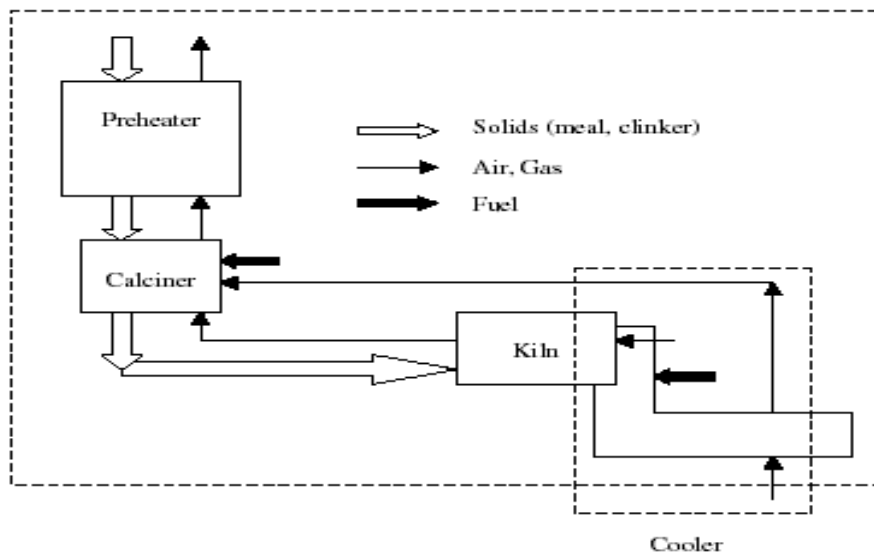 Preheater
Solids (meal, clinker)
Air, Gas
Fuel
Calciner
Kiln
Cooler